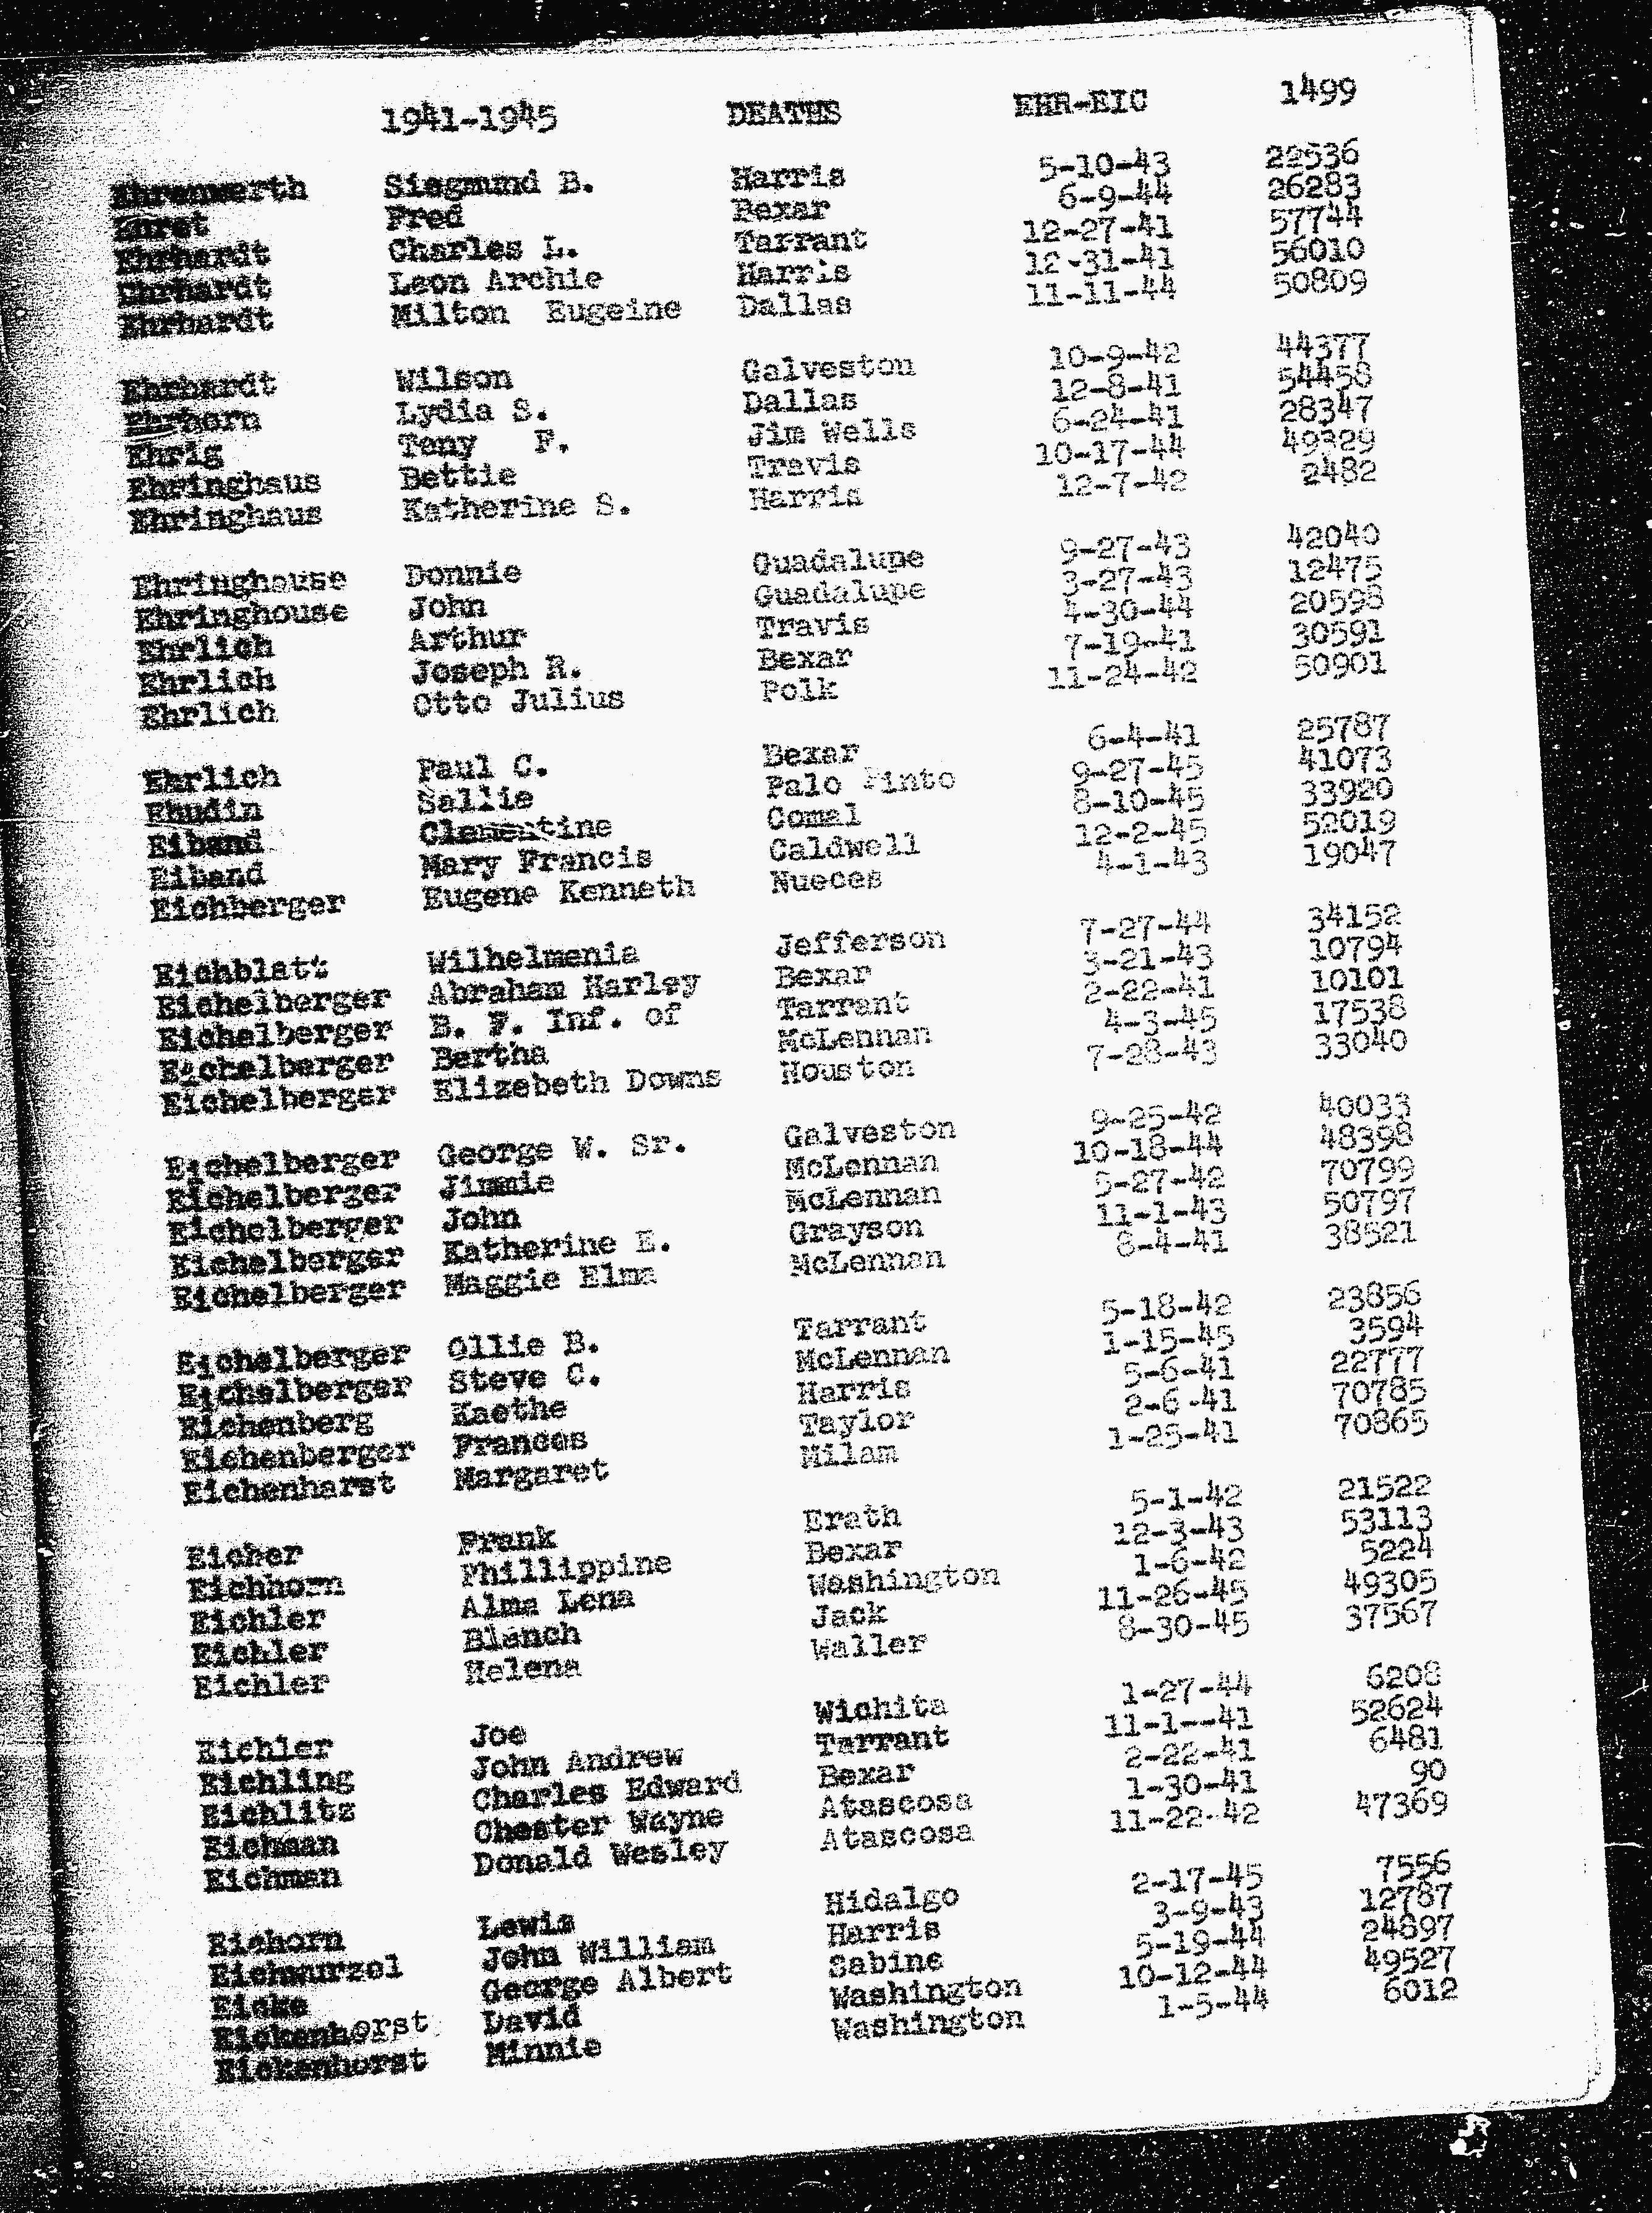 1941-1945 DEATHS EHR-EIC 1499
Ehrenwerth Siegmund B. Harris 5-10-43 22536
Ehret Fred Bexar 6-9-44 26283
Ehrhardt Charles L. Tarrant 12-27-41 57744
Ehrhardt Leon Archie Harris 12-31-41 56010
Ehrhardt Milton Eugeine Dallas 11-11-44 50809
Ehrhardt Wilson Galveston 10-9-42 44377
Ehrhorn Lydia S. Dallas 12-8-41 54458
Ehrig Teny F. Jim Wells 6-24-41 28347
Ehringhaus Bettie Travis 10-17-44 49329
Ehringhaus Katherine S. Harris 12-7-42 2482
Ehringhouse Donnie Guadalupe 9-27-43 42040
Ehringhouse John Guadalupe 3-27-43 12475
Ehrlich Arthur Travis 4-30-44 20598
Ehrlich Joseph R. Bexar 7-19-41 30591
Ehrlich Otto Julius Polk 11-24-42 50901
Ehrlich Paul C. Bexar 6-4-41 25787
Ehudin Sallie Palo Pinto 9-27-45 41073
Eiband Clementine Comal 8-10-45 33920
Eiband Mary Francis Caldwell 12-2-45 52019
Eichberger Eugene Kenneth Nueces 4-1-43 19047
Eichblatt Wilhelmenia Jefferson 7-27-44 34152
Eichelberger Abraham Harley Bexar 3-21-43 10794
Eichelberger B. F. Inf. of Tarrant 2-22-41 10101
Eichelberger Bertha McLennan 4-3-45 17538
Eichelberger Elizebeth Downs Houston 7-28-43 33040
Eichelberger George W. Sr. Galveston 9-25-42 40033
Eichelberger Jimmie McLennan 10-18-44 48398
Eichelberger John McLennan 5-27-42 70799
Eichelberger Katherine E. Grayson 11-1-43 50797
Eichelberger Maggie Elma McLennan 8-4-41 38521
Eichelberger Ollie B. Tarrant 5-18-42 23856
Eichelberger Steve C. McLennan 1-15-45 3594
Eichenberg Kaethe Harris 5-6-41 22777
Eichenberger Frances Taylor 2-6-41 70785
Eichenharst Margaret Milam 1-25-41 70865
Eicher Frank Erath 5-1-42 21522
Eichhorn Phillippine Bexar 12-3-43 53113
Eichler Alma Lena Washington 1-6-42 5224
Eichler Blanch Jack 11-26-45 49305
Eichler Helena Waller 8-30-45 37567
Eichler Joe Wichita 1-27-44 6208
Eichling John Andrew Tarrant 11-1--41 52624
Eichlitz Charles Edward Bexar 2-22-41 6481
Eichman Chester Wayne Atascosa 1-30-41 90
Eichman Donald Wesley Atascosa 11-22-42 47369
Eichorn Lewis Hidalgo 2-17-45 7556
Eichwurzel John William Harris 3-9-43 12787
Eicke George Albert Sabine 5-19-44 24897
Eickenhorst David Washington 10-12-44 49527
Eickenhorst Minnie Washington 1-5-44 6012